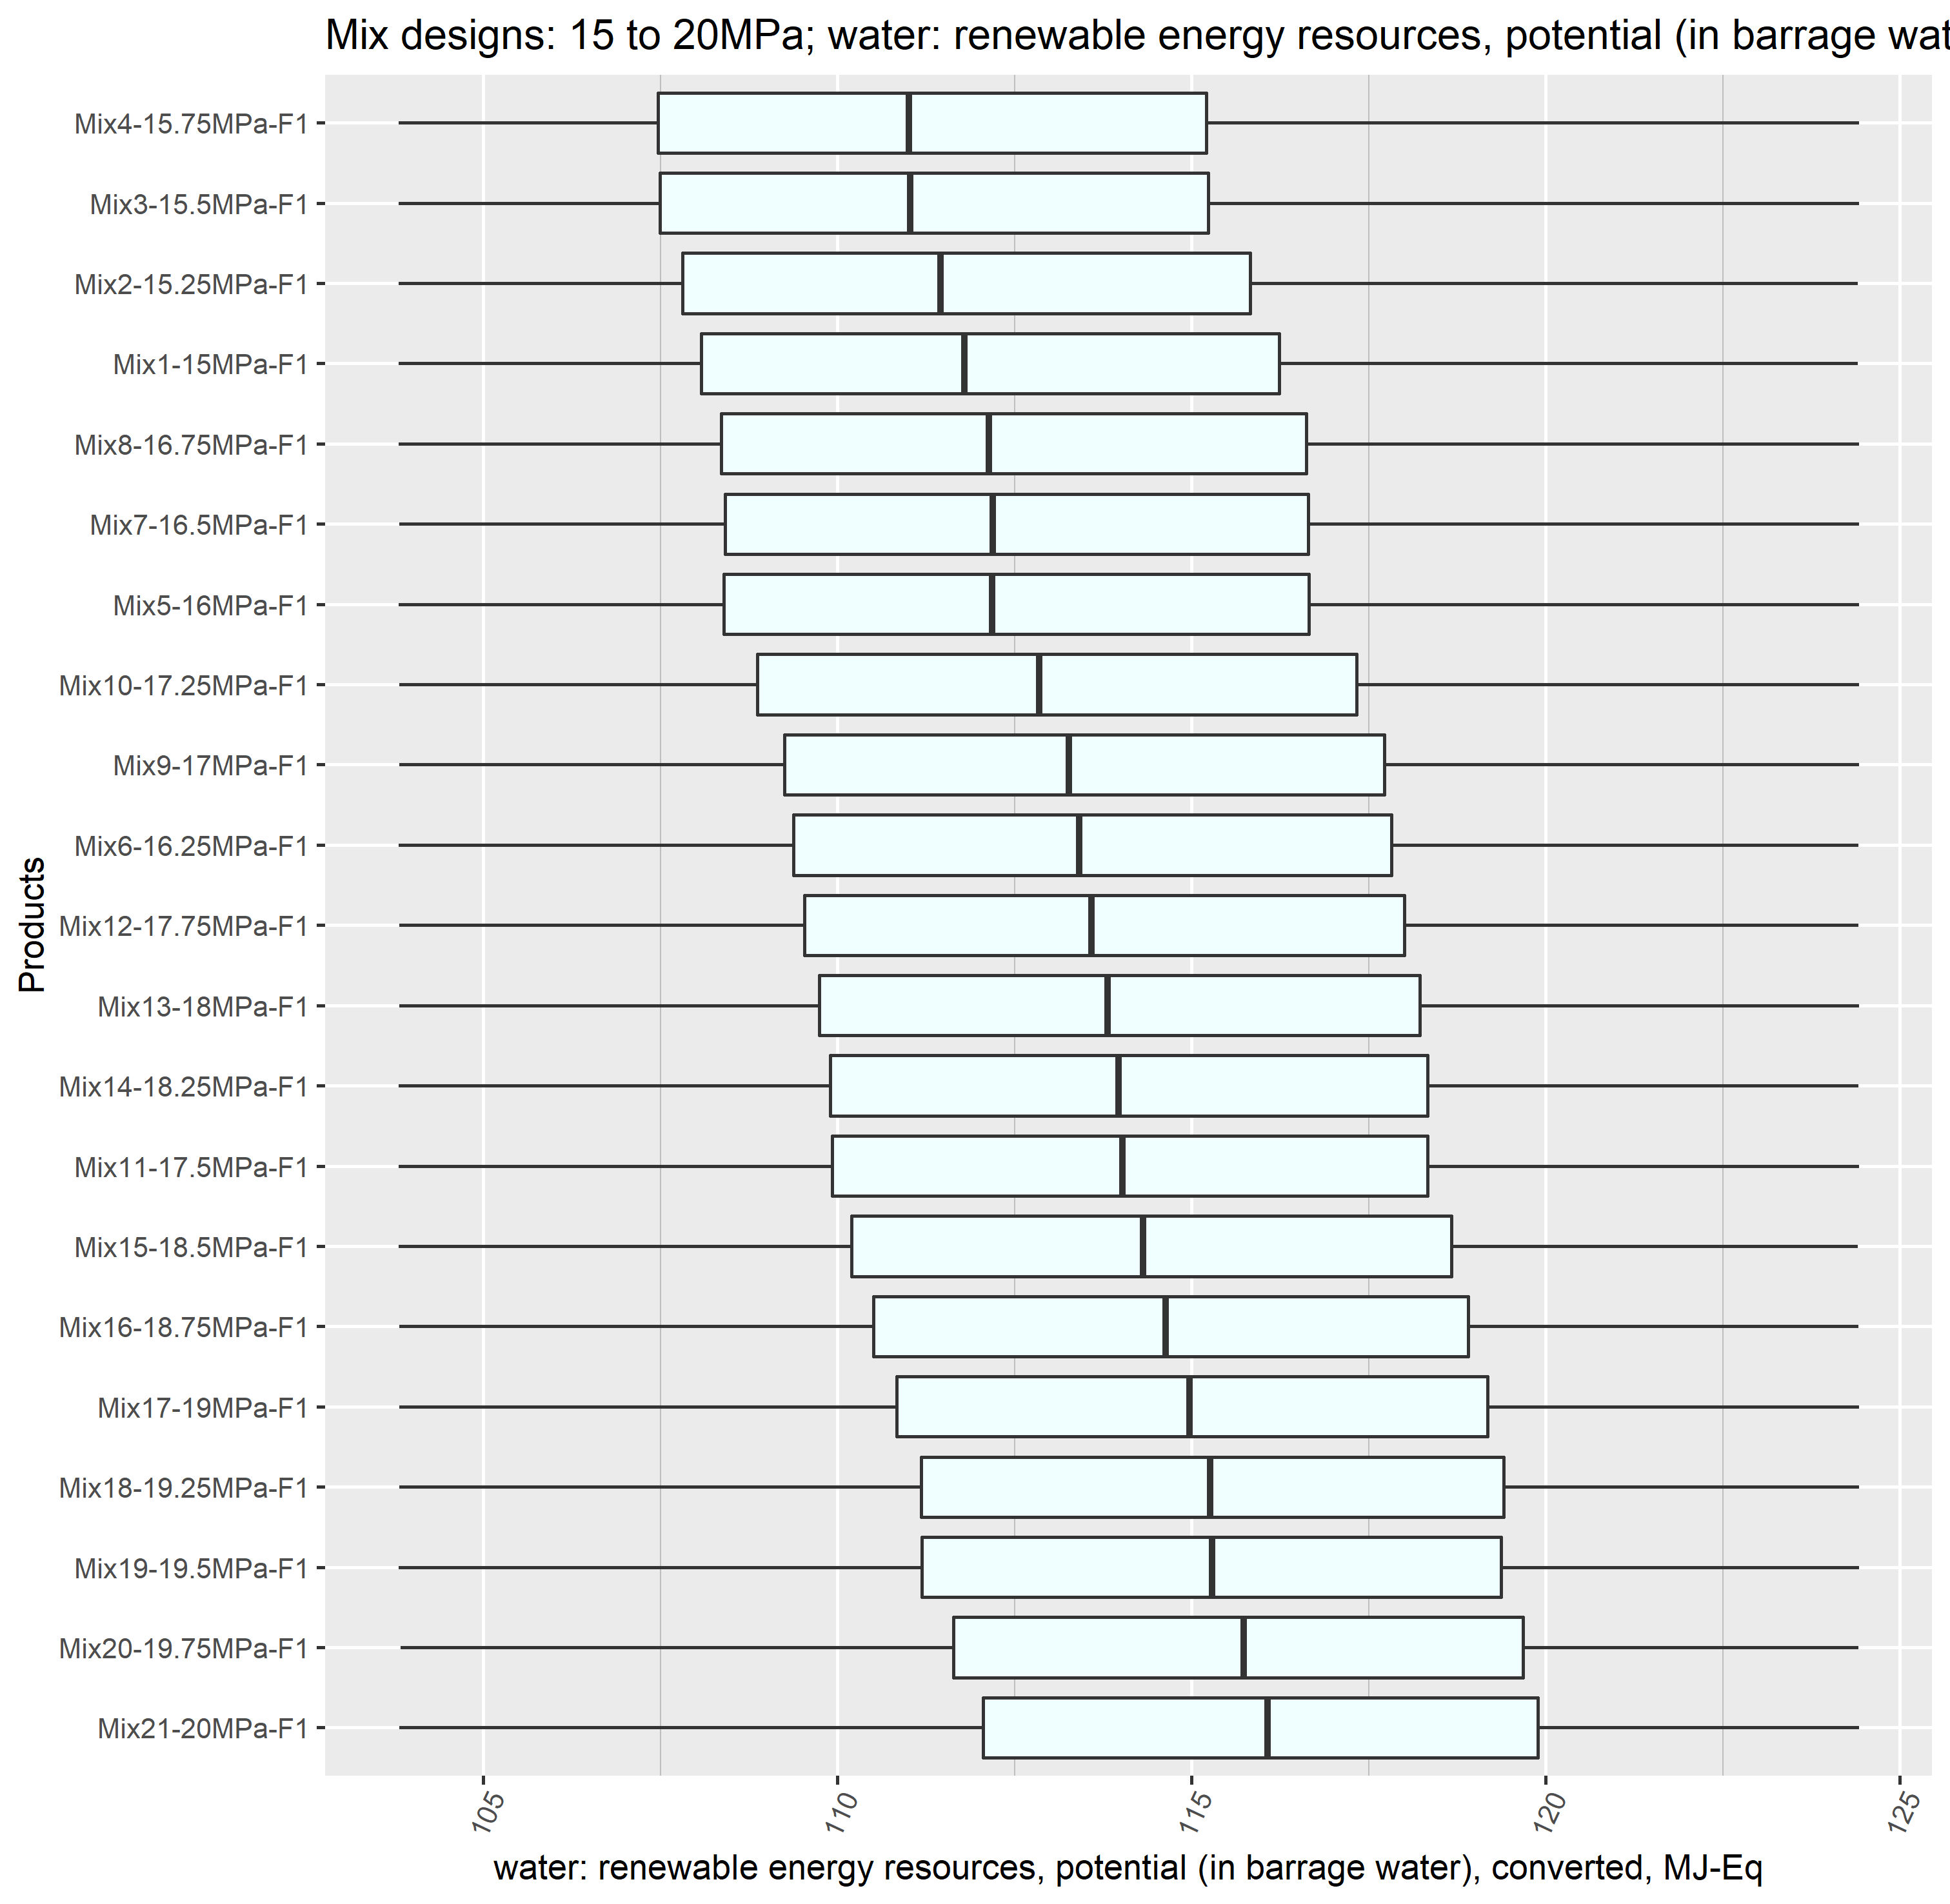 Mix designs: 15 to 20MPa; water: renewable energy resources, potential (in barrage wat
Mix4-15.75MPa-F1
Mix3-15.5MPa-F1
Mix2-15.25MPa-F1
Mix1-15MPa-F1
Mix8-16.75MPa-F1
Mix7-16.5MPa-F1
Mix5-16MPa-F1
Mix10-17.25MPa-F1
Mix9-17MPa-F1
Mix6-16.25MPa-F1
Mix12-17.75MPa-F1
Mix13-18MPa-F1
Mix14-18.25MPa-F1
Mix11-17.5MPa-F1
Mix15-18.5MPa-F1
Mix16-18.75MPa-F1
Mix17-19MPa-F1
Mix18-19.25MPa-F1
Mix19-19.5MPa-F1
Mix20-19.75MPa-F1
Mix21-20MPa-F1
Products
105
110
115
120
125
water: renewable energy resources, potential (in barrage water), converted, MJ-Eq